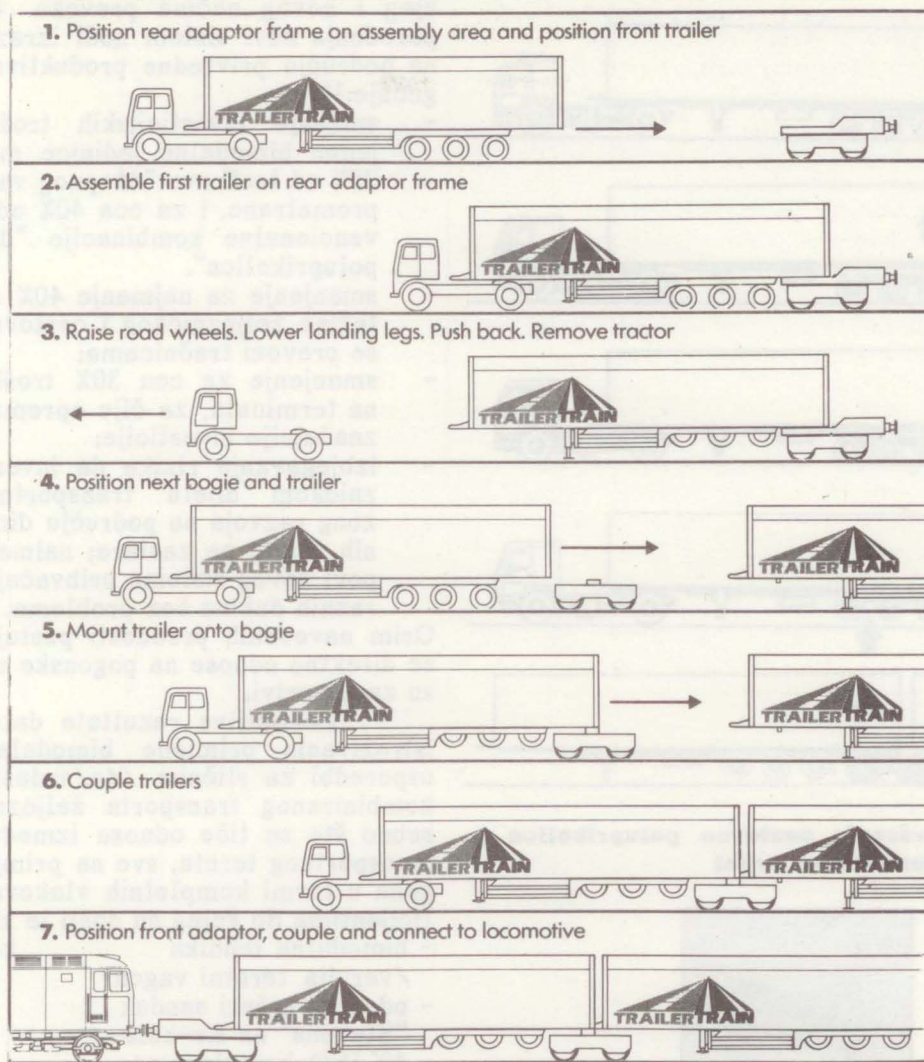 1. Position rear adaptor frame on assembly area and position front trailer
TRAILERTRAIN
2. Assemble first trailer on rear adaptor frame
TRAILERTRAIN
3. Raise road wheels. Lower landing legs. Push back. Remove tractor
TRAILERTRAIN
4. Position next bogie and trailer
TRAILERTRAIN
TRAILERTRAIN
5. Mount trailer onto bogie
TRAILERTRAIN
TRAILERTRAIN
6. Couple trailers
TRAILERTRAIN
TRAILERTRAIN
7. Position front adaptor, couple and connect to locomotive
TRAILERTRAIN
TRAILERTRAIN